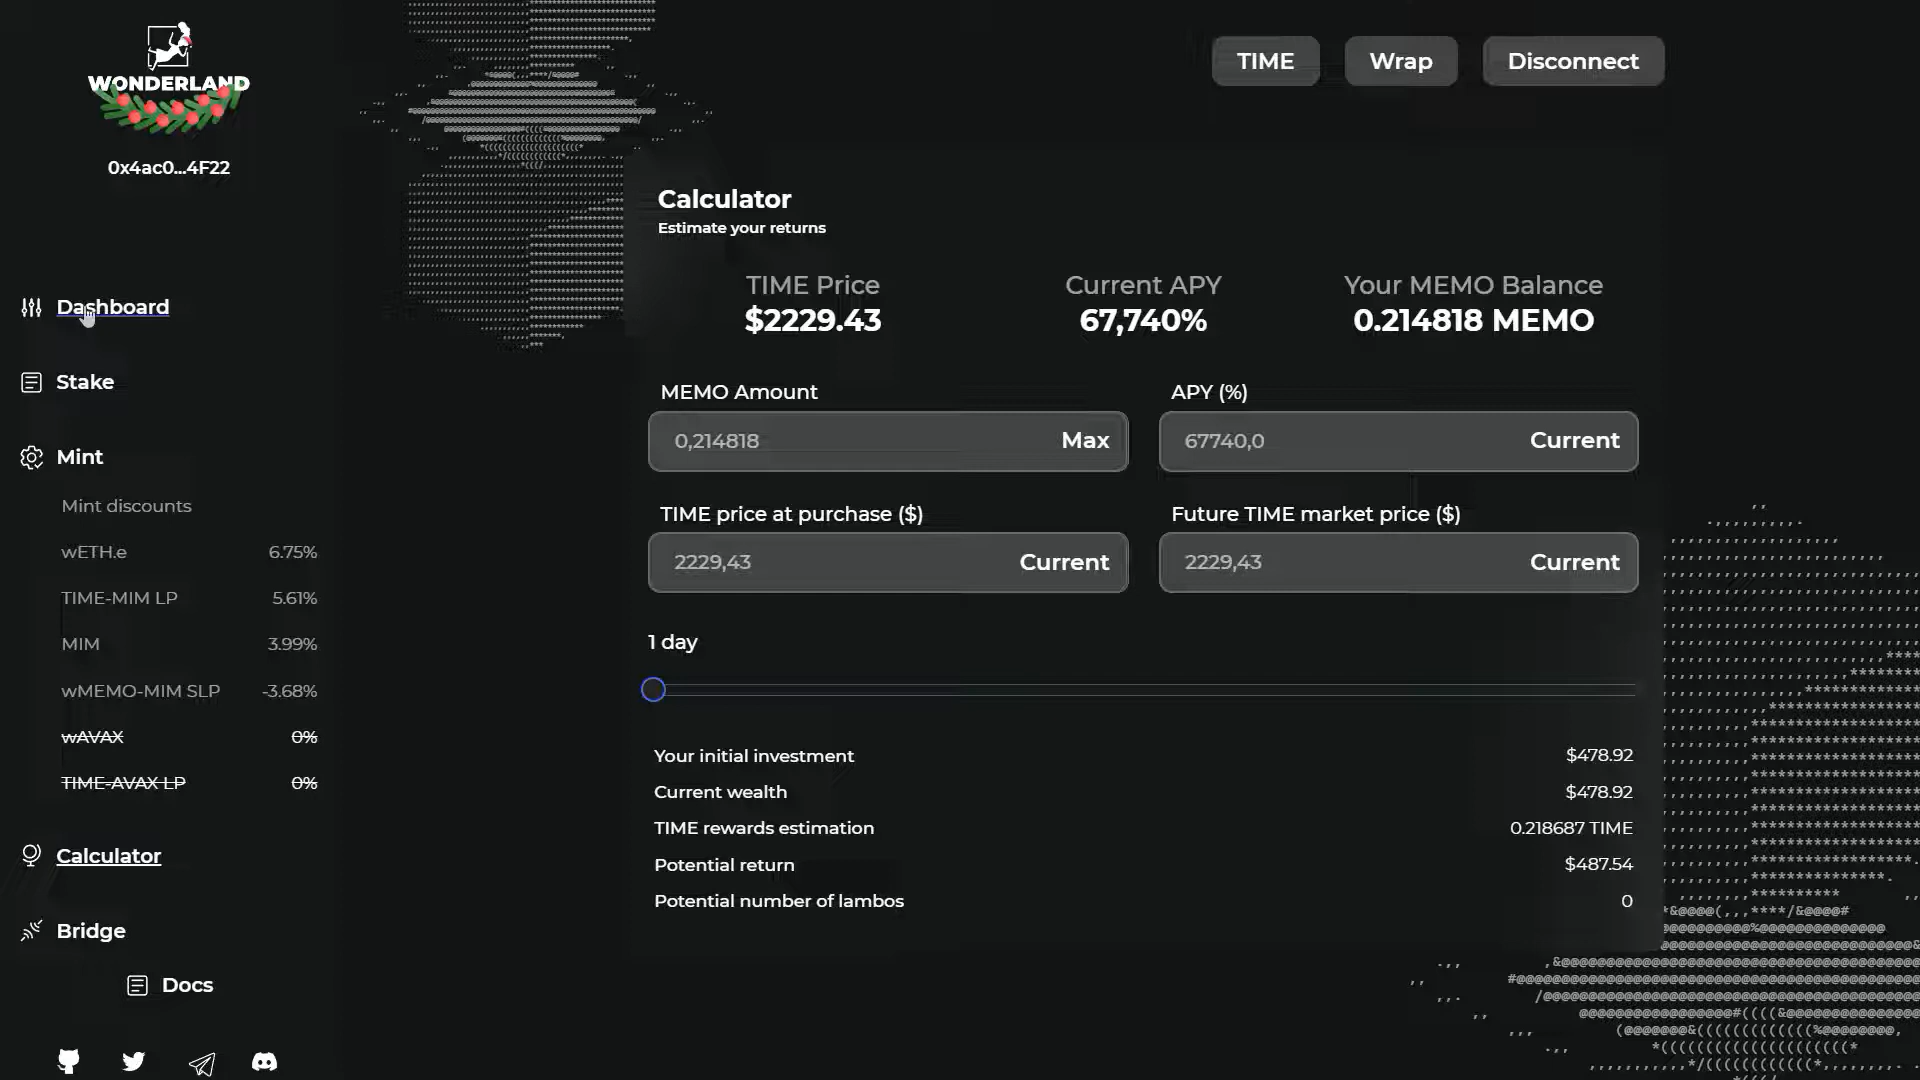 WONDERLAND
0x4ac0...4F22
Dashboard
Stake
Mint
Mint discounts
wETH.e 6.75%
TIME-MIM LP 5.61%
MIM 3.99%
wMEMO-MIM SLP -3.68%
wAVAX 0%
TIME-AVAX LP 0%
Calculator
Bridge
Docs
TIME Wrap Disconnect
Calculator
Estimate your returns
TIME Price Current APY Your MEMO Balance
$2229.43 67,740% 0.214818 MEMO
MEMO Amount APY (%)
0,214818 Max 67740,0 Current
TIME price at purchase ($) Future TIME market price ($)
2229,43 Current 2229,43 Current
1 day
Your initial investment $478.92
Current wealth $478.92
TIME rewards estimation 0.218687 TIME
Potential return $487.54
Potential number of lambos 0